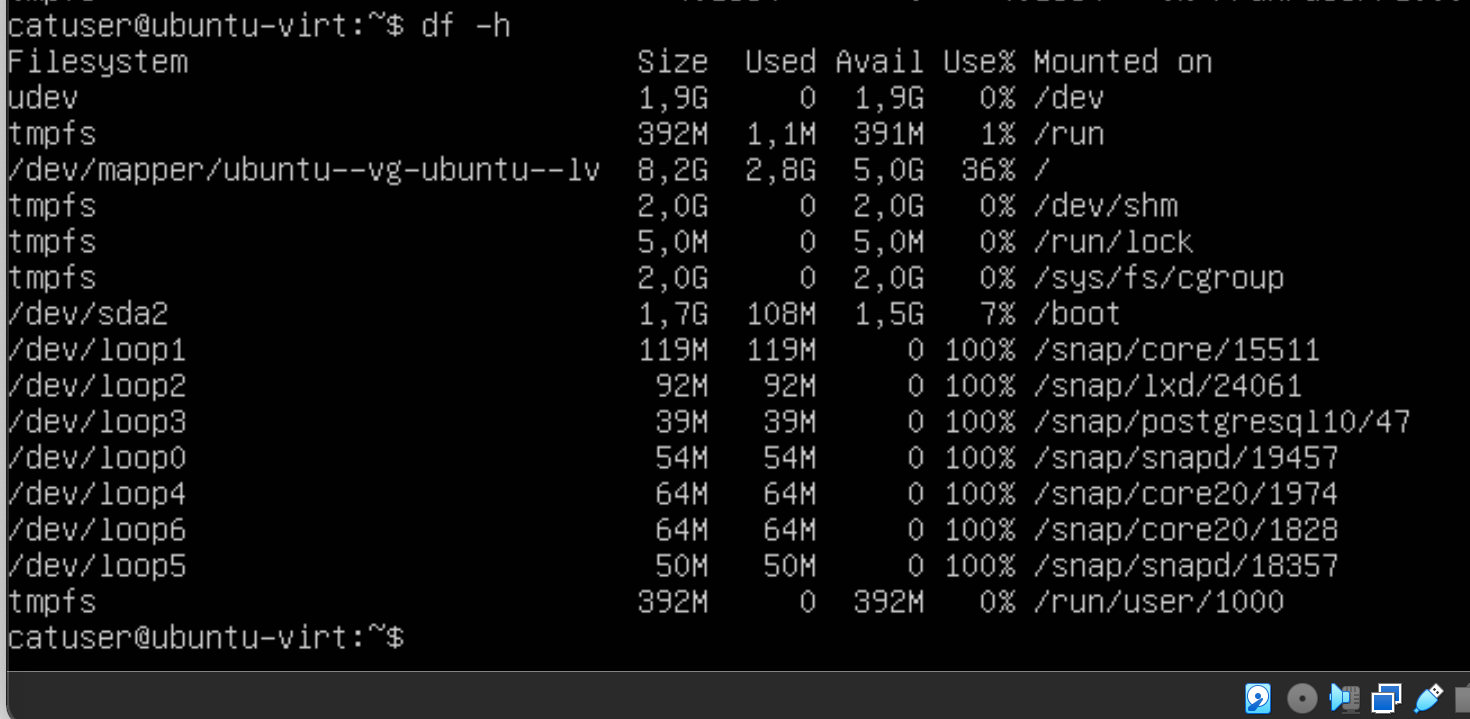 catuser@ubuntu-virt:~$ df -h
Filesystem                         Size  Used Avail Use% Mounted on
udev                               1,9G     0  1,9G   0% /dev
tmpfs                              392M  1,1M  391M   1% /run
/dev/mapper/ubuntu--vg-ubuntu--lv  8,2G  2,8G  5,0G  36% /
tmpfs                              2,0G     0  2,0G   0% /dev/shm
tmpfs                              5,0M     0  5,0M   0% /run/lock
tmpfs                              2,0G     0  2,0G   0% /sys/fs/cgroup
/dev/sda2                          1,7G  108M  1,5G   7% /boot
/dev/loop1                         119M  119M     0 100% /snap/core/15511
/dev/loop2                          92M   92M     0 100% /snap/lxd/24061
/dev/loop3                          39M   39M     0 100% /snap/postgresql10/47
/dev/loop0                          54M   54M     0 100% /snap/snapd/19457
/dev/loop4                          64M   64M     0 100% /snap/core20/1974
/dev/loop6                          64M   64M     0 100% /snap/core20/1828
/dev/loop5                          50M   50M     0 100% /snap/snapd/18357
tmpfs                              392M     0  392M   0% /run/user/1000
catuser@ubuntu-virt:~$